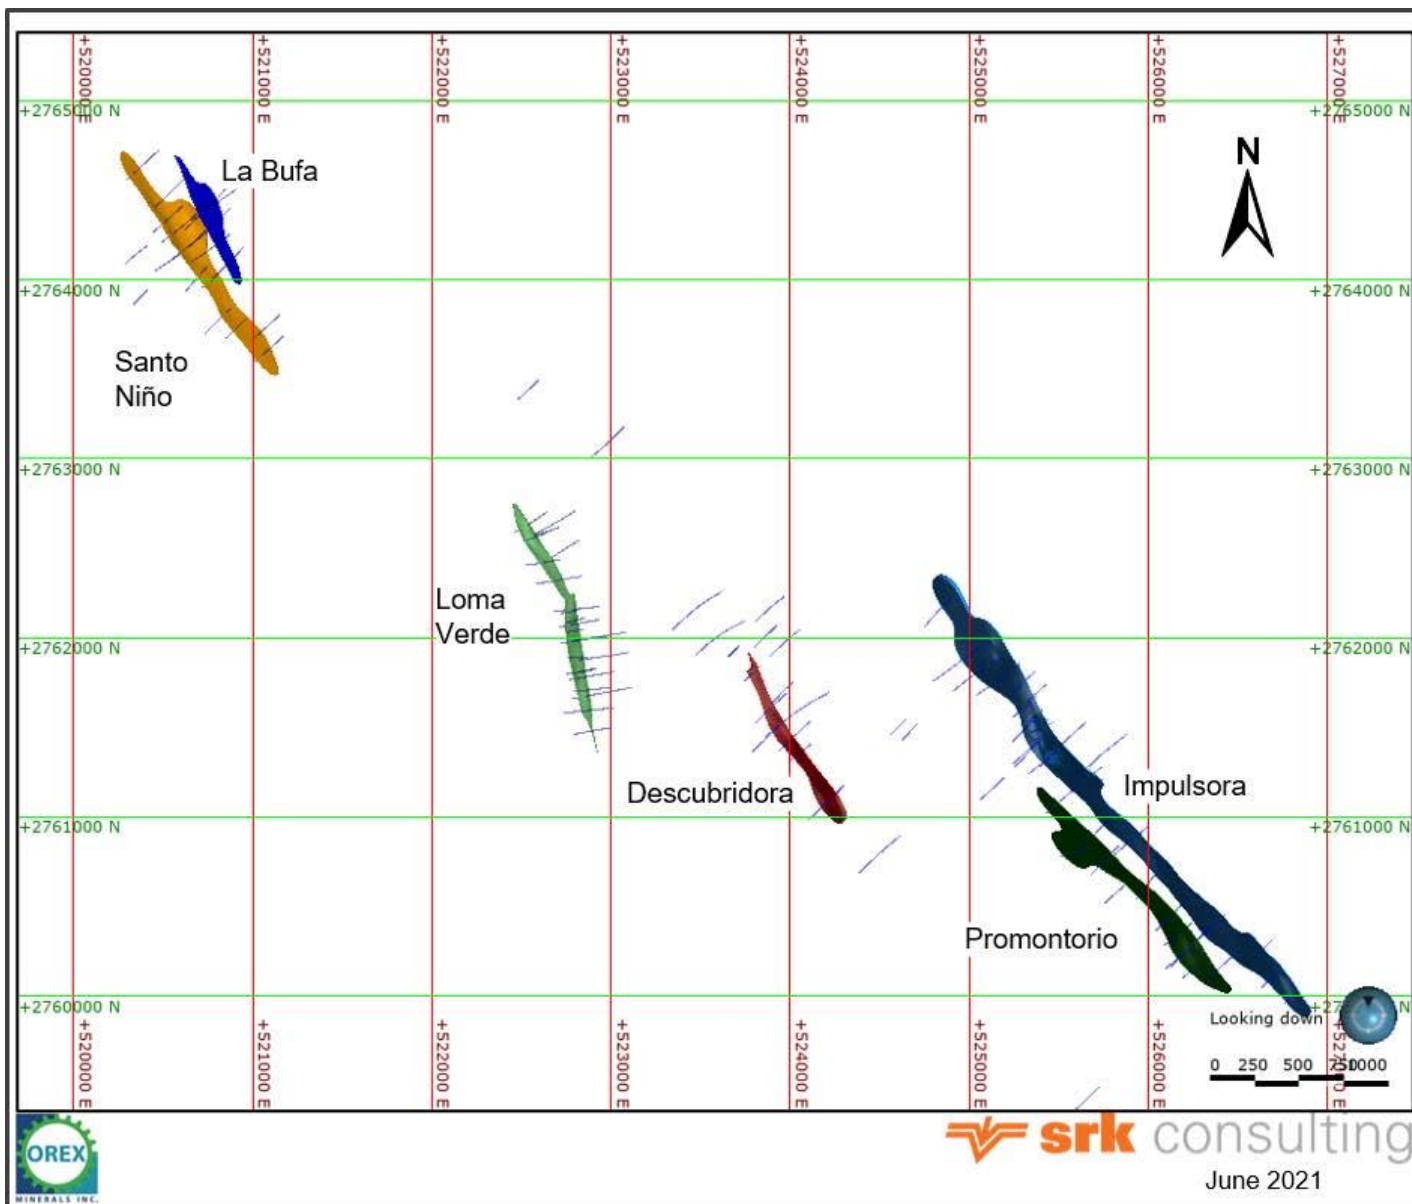 +520000 E
+521000 E
+522000 E
+523000 E
+524000 E
+525000 E
+526000 E
+527000 E
+2765000 N
+2765000 N
N
La Bufa
+2764000 N
+2764000 N
Santo
Niño
+2763000 N
+2763000 N
Loma
Verde
+2762000 N
+2762000 N
Descubridora
Impulsora
+2761000 N
+2761000 N
Promontorio
+2760000 N
Looking down
0 250 500 750 1000
+520000 E
+521000 E
+522000 E
+523000 E
+524000 E
+525000 E
+526000 E
OREX
MINERALS INC.
srk consulting
June 2021